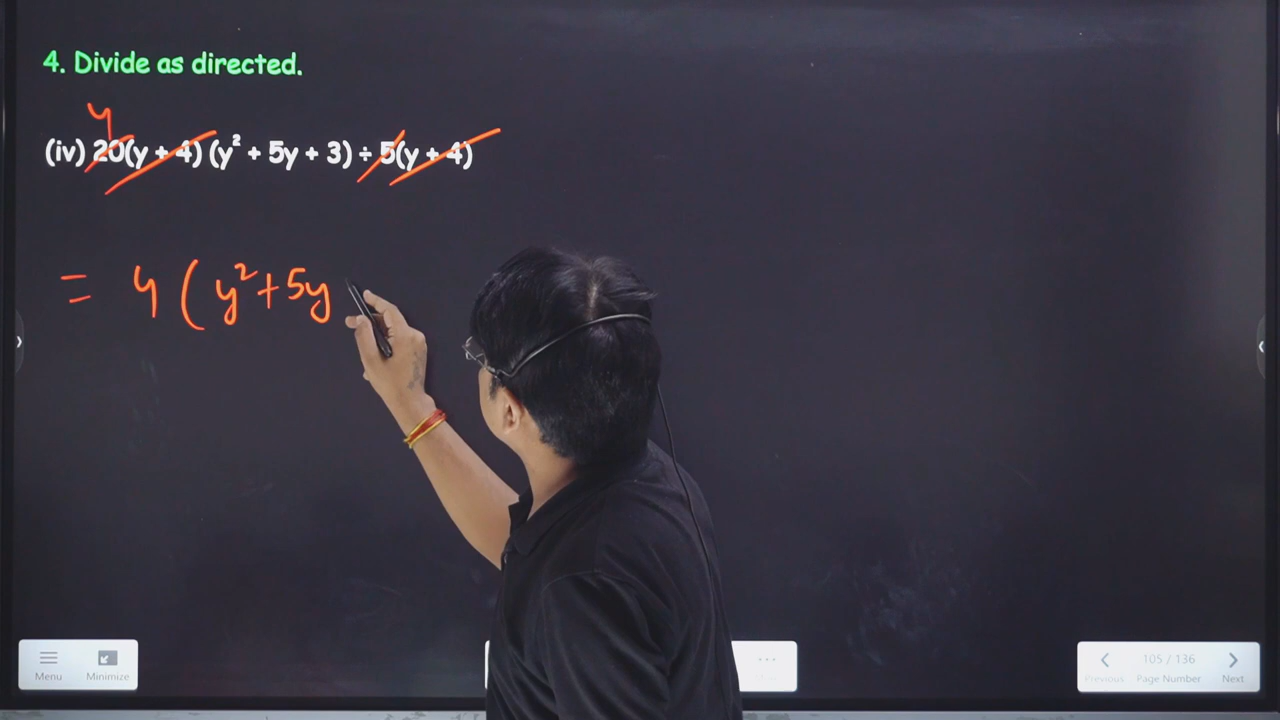 4. Divide as directed.
4
(iv) 20(y + 4) (y² + 5y + 3) ÷ 5(y + 4)
= 4 ( y² + 5y
Menu Minimize
105 / 136
Previous Page Number Next